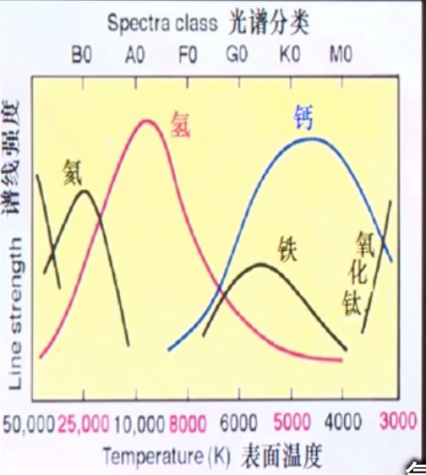 Spectra class 光谱分类
B0 A0 F0 G0 K0 M0
谱线强度
Line strength
氢
钙
氦
铁
氧
化
钛
50,000 25,000 10,000 8000 6000 5000 4000 3000
Temperature (K) 表面温度